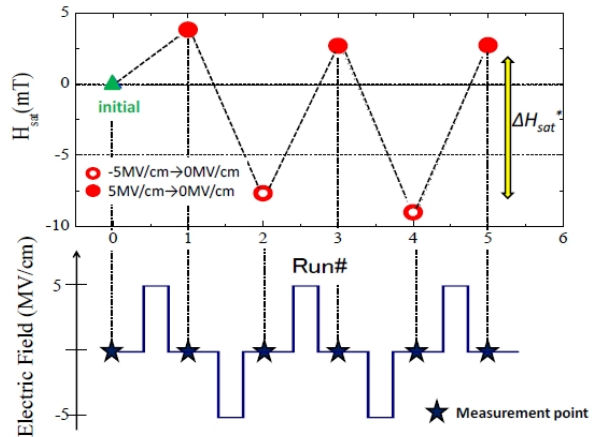 5
0
-5
-10
H_sat(mT)
initial
ΔH_sat*
-5MV/cm→0MV/cm
5MV/cm→0MV/cm
0 1 2 3 4 5 6
Run#
Electric Field (MV/cm)
5
-5
Measurement point